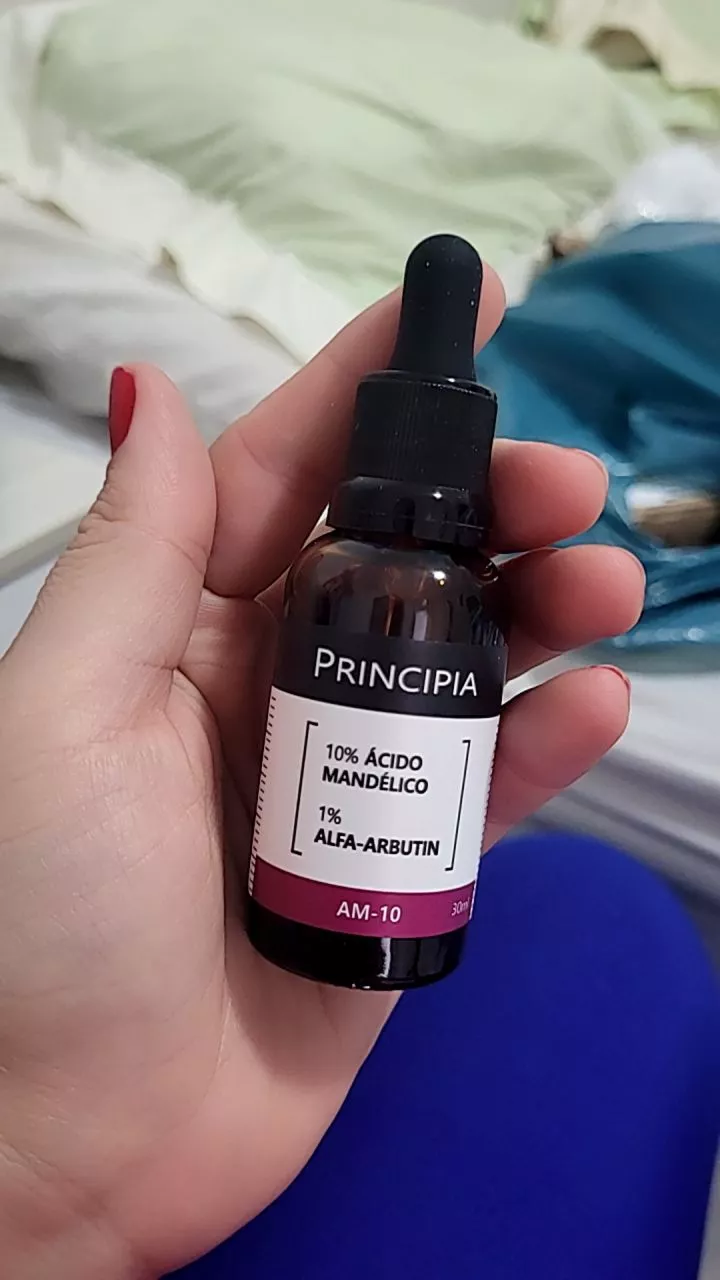 PRINCIPIA
10% ÁCIDO
MANDÉLICO
1%
ALFA-ARBUTIN
AM-10
30ml